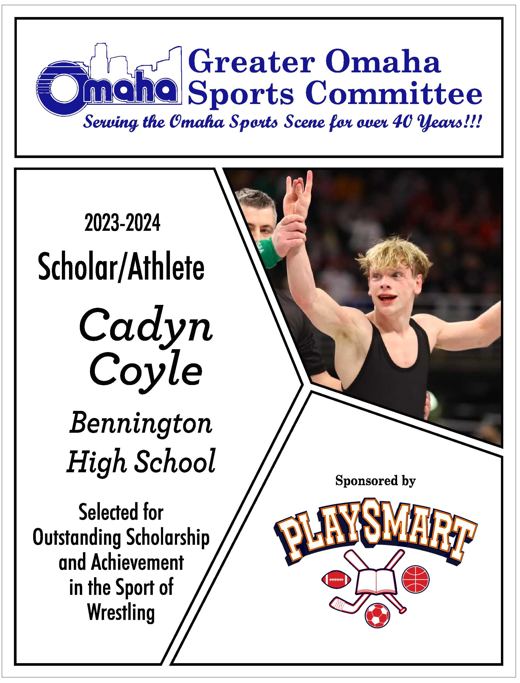 Omaha
Greater Omaha
Sports Committee
Serving the Omaha Sports Scene for over 40 Years!!!
2023-2024
Scholar/Athlete
Cadyn
Coyle
Bennington
High School
Selected for
Outstanding Scholarship
and Achievement
in the Sport of
Wrestling
Sponsored by
PLAYSMART